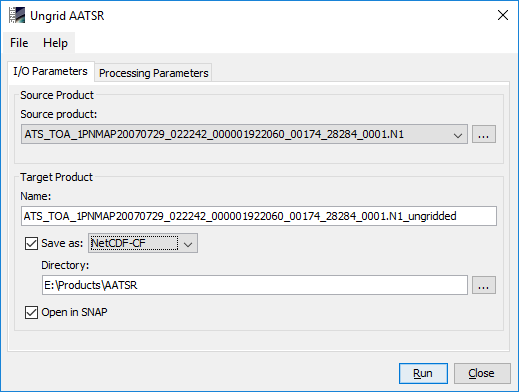 Ungrid AATSR
File Help
I/O Parameters Processing Parameters
Source Product
Source product:
ATS_TOA_1PNMAP20070729_022242_000001922060_00174_28284_0001.N1
...
Target Product
Name:
ATS_TOA_1PNMAP20070729_022242_000001922060_00174_28284_0001.N1_ungridded
Save as: NetCDF-CF
Directory:
E:\Products\AATSR
...
Open in SNAP
Run Close